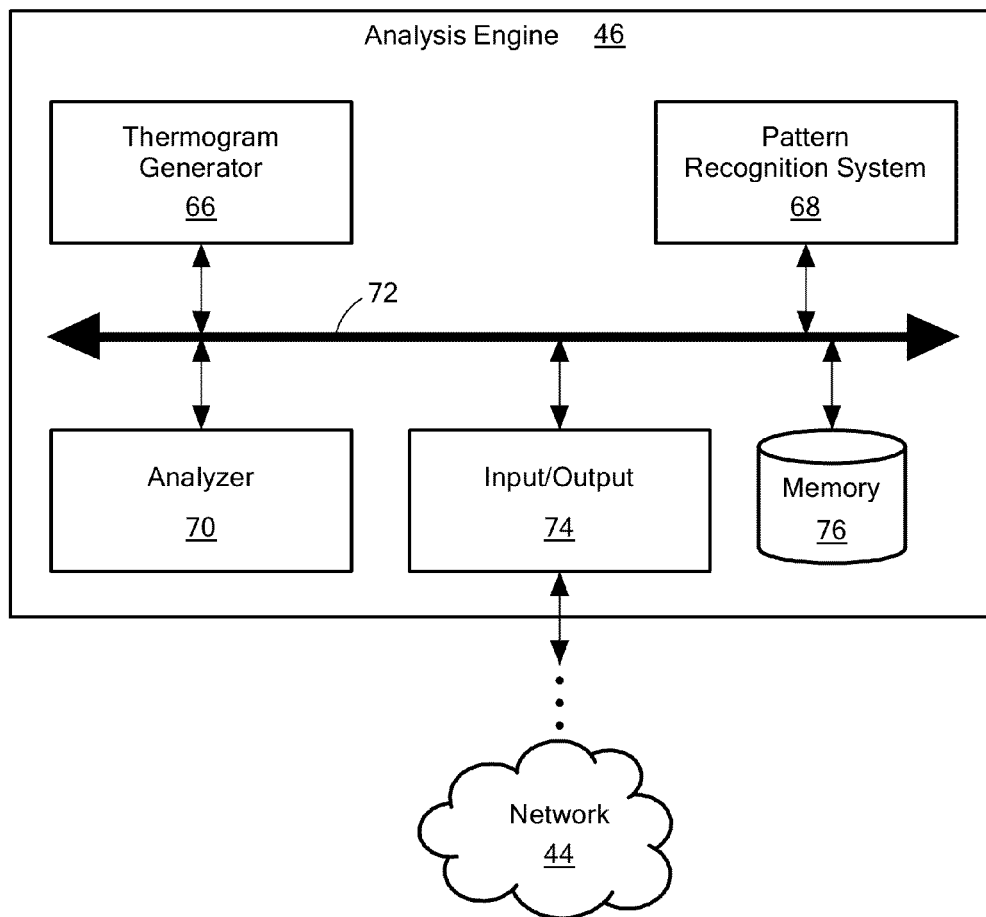 Analysis Engine 46
Thermogram
Generator
66
Pattern
Recognition System
68
72
Analyzer
70
Input/Output
74
Memory
76
Network
44